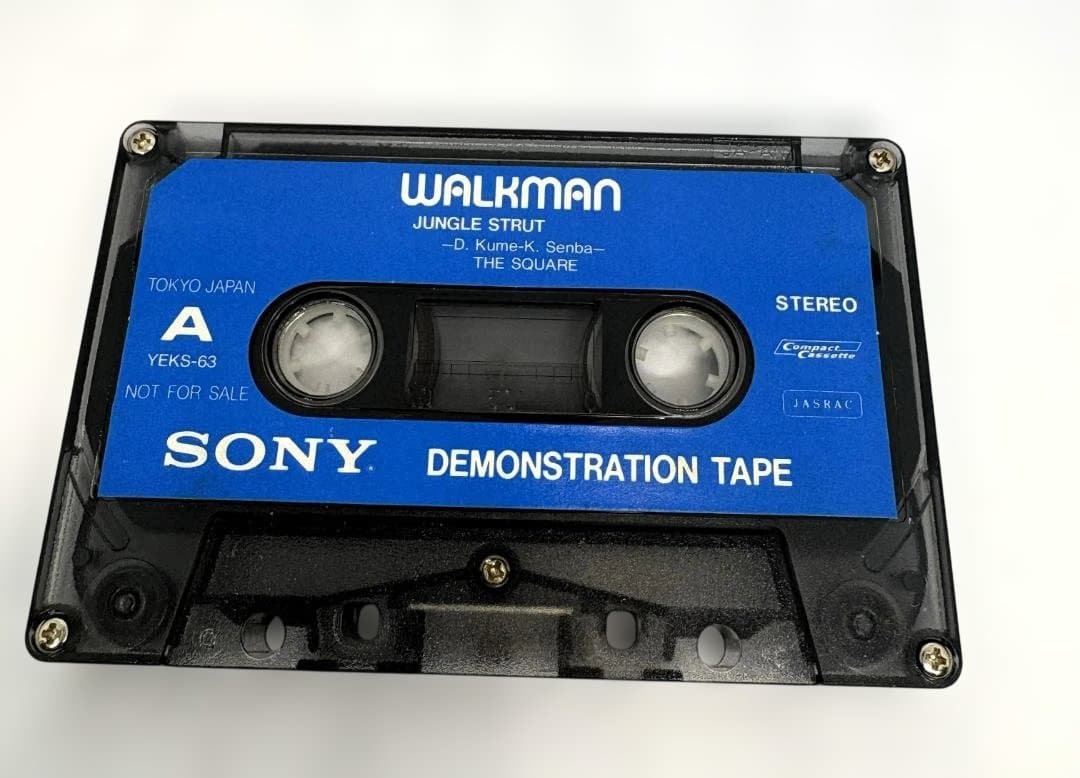 WALKMAN
JUNGLE STRUT
—D. Kume-K. Senba—
THE SQUARE
TOKYO JAPAN
A
YEKS-63
NOT FOR SALE
STEREO
Compact
Cassette
JASRAC
SONY®
DEMONSTRATION TAPE